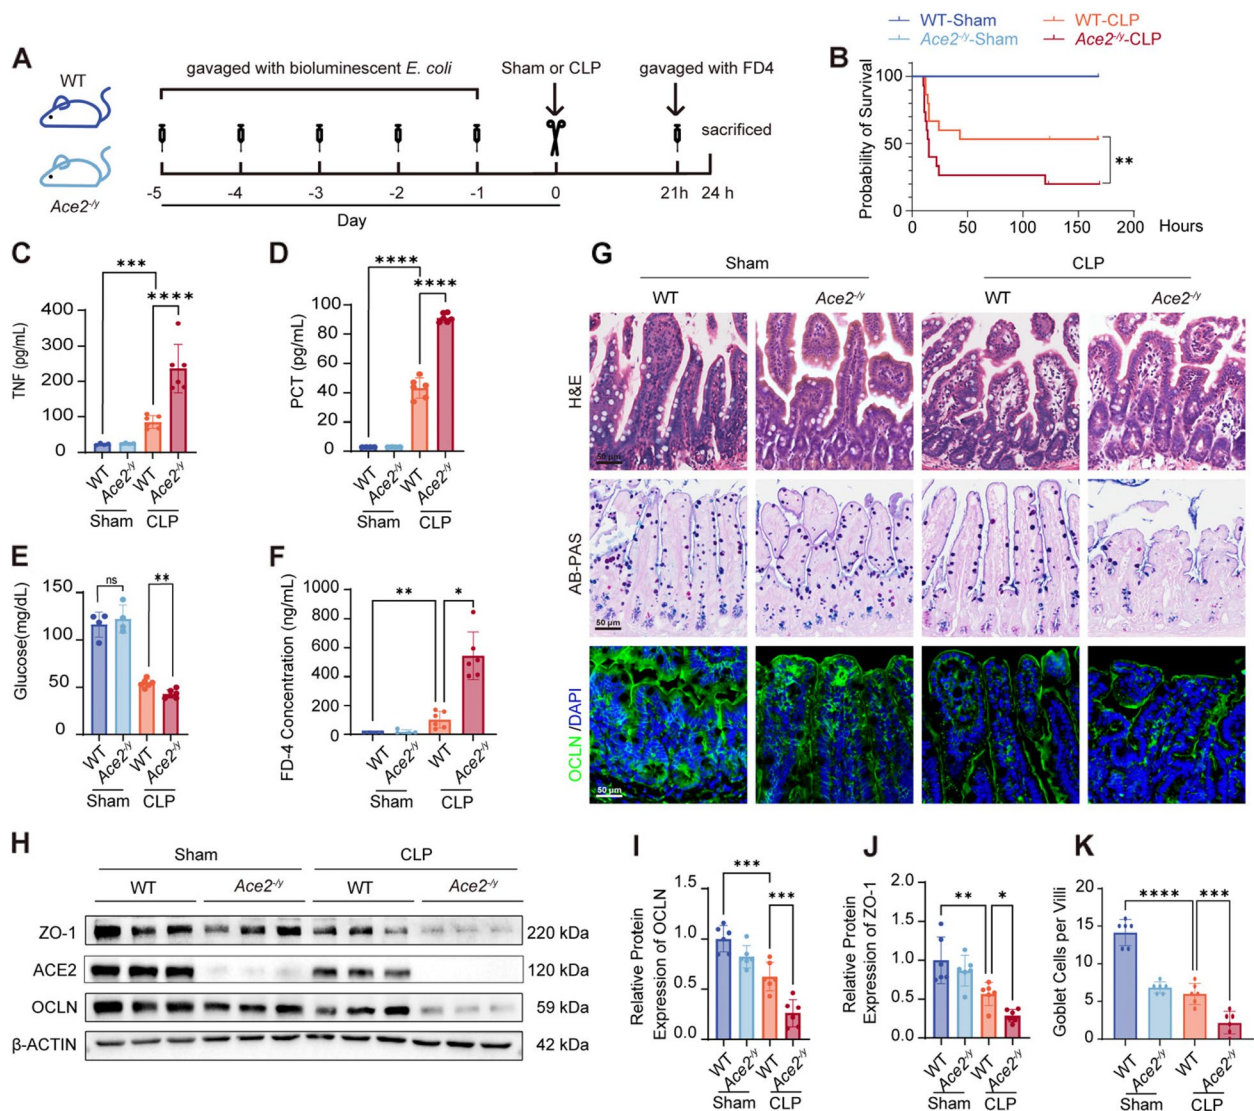 WT-Sham
WT-CLP
Ace2-/y-Sham
Ace2-/y-CLP
A
WT
Ace2-/y
gavaged with bioluminescent E. coli
Sham or CLP
gavaged with FD4
sacrificed
-5 -4 -3 -2 -1 0 21h 24 h
Day
B
Probability of Survival
100
50
0
0 50 100 150 200
Hours
**
C
TNF (pg/mL)
400
300
200
100
0
***
****
WT Ace2-/y WT Ace2-/y
Sham CLP
D
PCT (pg/mL)
100
80
60
40
20
0
****
****
WT Ace2-/y WT Ace2-/y
Sham CLP
E
Glucose(mg/dL)
150
100
50
0
ns
**
WT Ace2-/y WT Ace2-/y
Sham CLP
F
FD-4 Concentration (ng/mL)
1000
800
600
400
200
0
**
*
WT Ace2-/y WT Ace2-/y
Sham CLP
G
Sham CLP
WT Ace2-/y WT Ace2-/y
H&E
50 μm
AB-PAS
50 μm
OCLN /DAPI
50 μm
H
Sham CLP
WT Ace2-/y WT Ace2-/y
ZO-1 220 kDa
ACE2 120 kDa
OCLN 59 kDa
β-ACTIN 42 kDa
I
Relative Protein
Expression of OCLN
1.5
1.0
0.5
0.0
***
***
WT Ace2-/y WT Ace2-/y
Sham CLP
J
Relative Protein
Expression of ZO-1
2.0
1.5
1.0
0.5
0.0
**
*
WT Ace2-/y WT Ace2-/y
Sham CLP
K
Goblet Cells per Villi
20
15
10
5
0
****
***
WT Ace2-/y WT Ace2-/y
Sham CLP